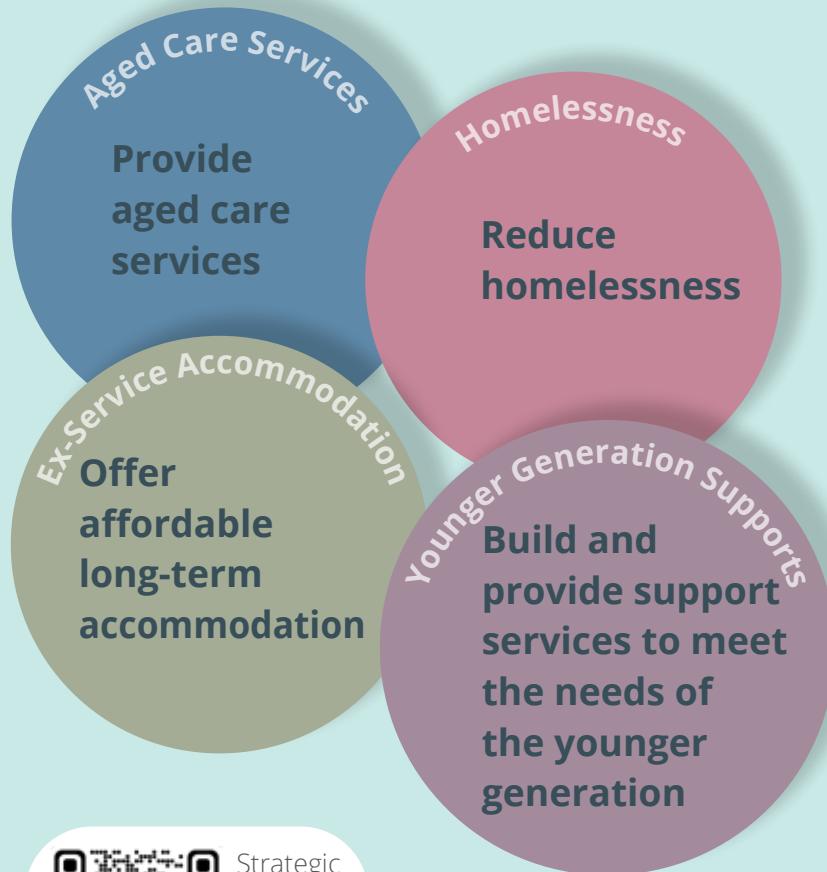 Aged Care Services
Provide
aged care
services
Homelessness
Reduce
homelessness
Ex-Service Accommodation
Offer
affordable
long-term
accommodation
Younger Generation Supports
Build and
provide support
services to meet
the needs of
the younger
generation
Strategic